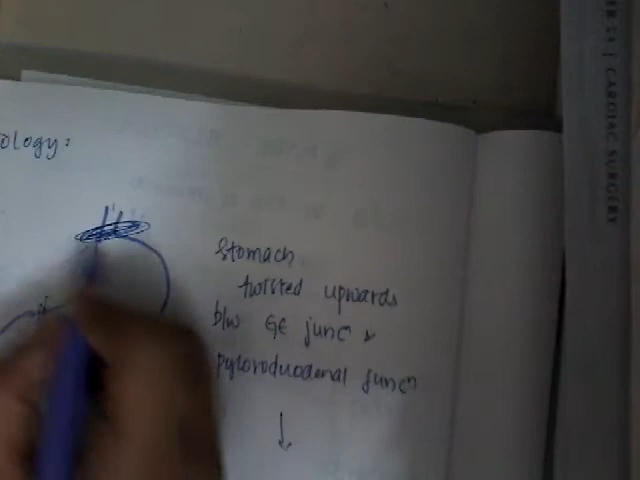 ology:
stomach
twisted upwards
b/w GE junc &
pyloroduodenal junc
↓
| CARDIAC SURGERY